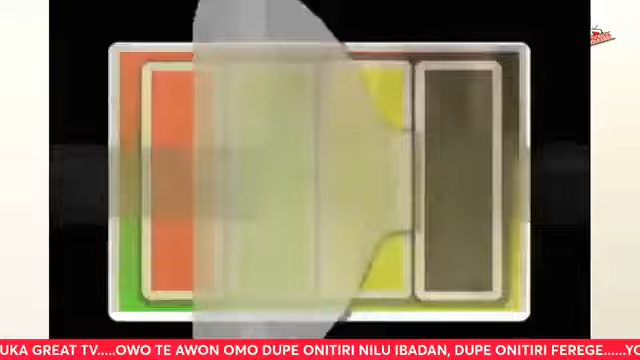 UKA GREAT TV.....OWO TE AWON OMO DUPE ONITIRI NILU IBADAN, DUPE ONITIRI FEREGE......YO